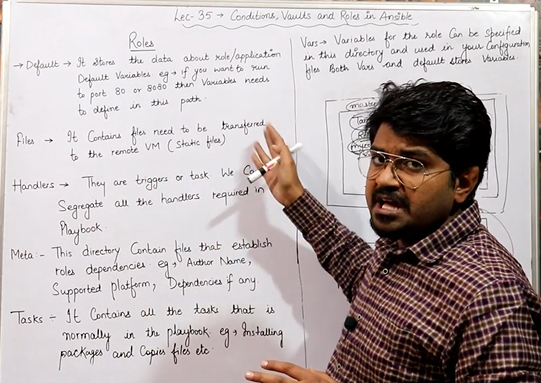 Lec-35 → Conditions, Vaults and Roles in Ansible
Roles
→ Default → It Stores the data about role/application
Default Variables eg → if you want to run
to port 80 or 8080 then Variables needs
to define in this path.
Files → It Contains files need to be transferred
to the remote VM (Static files)
Handlers → They are triggers or task. We
Segregate all the handlers required in
Playbook.
Meta :- This directory Contain files that establish
roles dependencies eg → Author Name,
Supported platform, Dependencies if any.
Tasks :- It Contains all the tasks that is
normally in the playbook. eg → Installing
packages and Copies files etc.
Vars → Variables for the role Can be Specified
in this directory and used in your Configuration
files Both Vars and default stores Variables
master